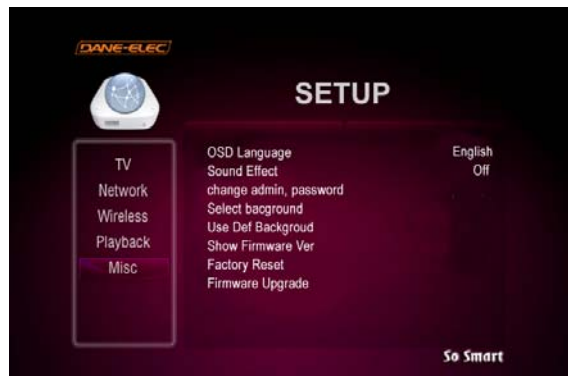 DANE-ELEC
SETUP
TV
Network
Wireless
Playback
Misc
OSD Language English
Sound Effect Off
change admin, password
Select bacground
Use Def Backgroud
Show Firmware Ver
Factory Reset
Firmware Upgrade
So Smart